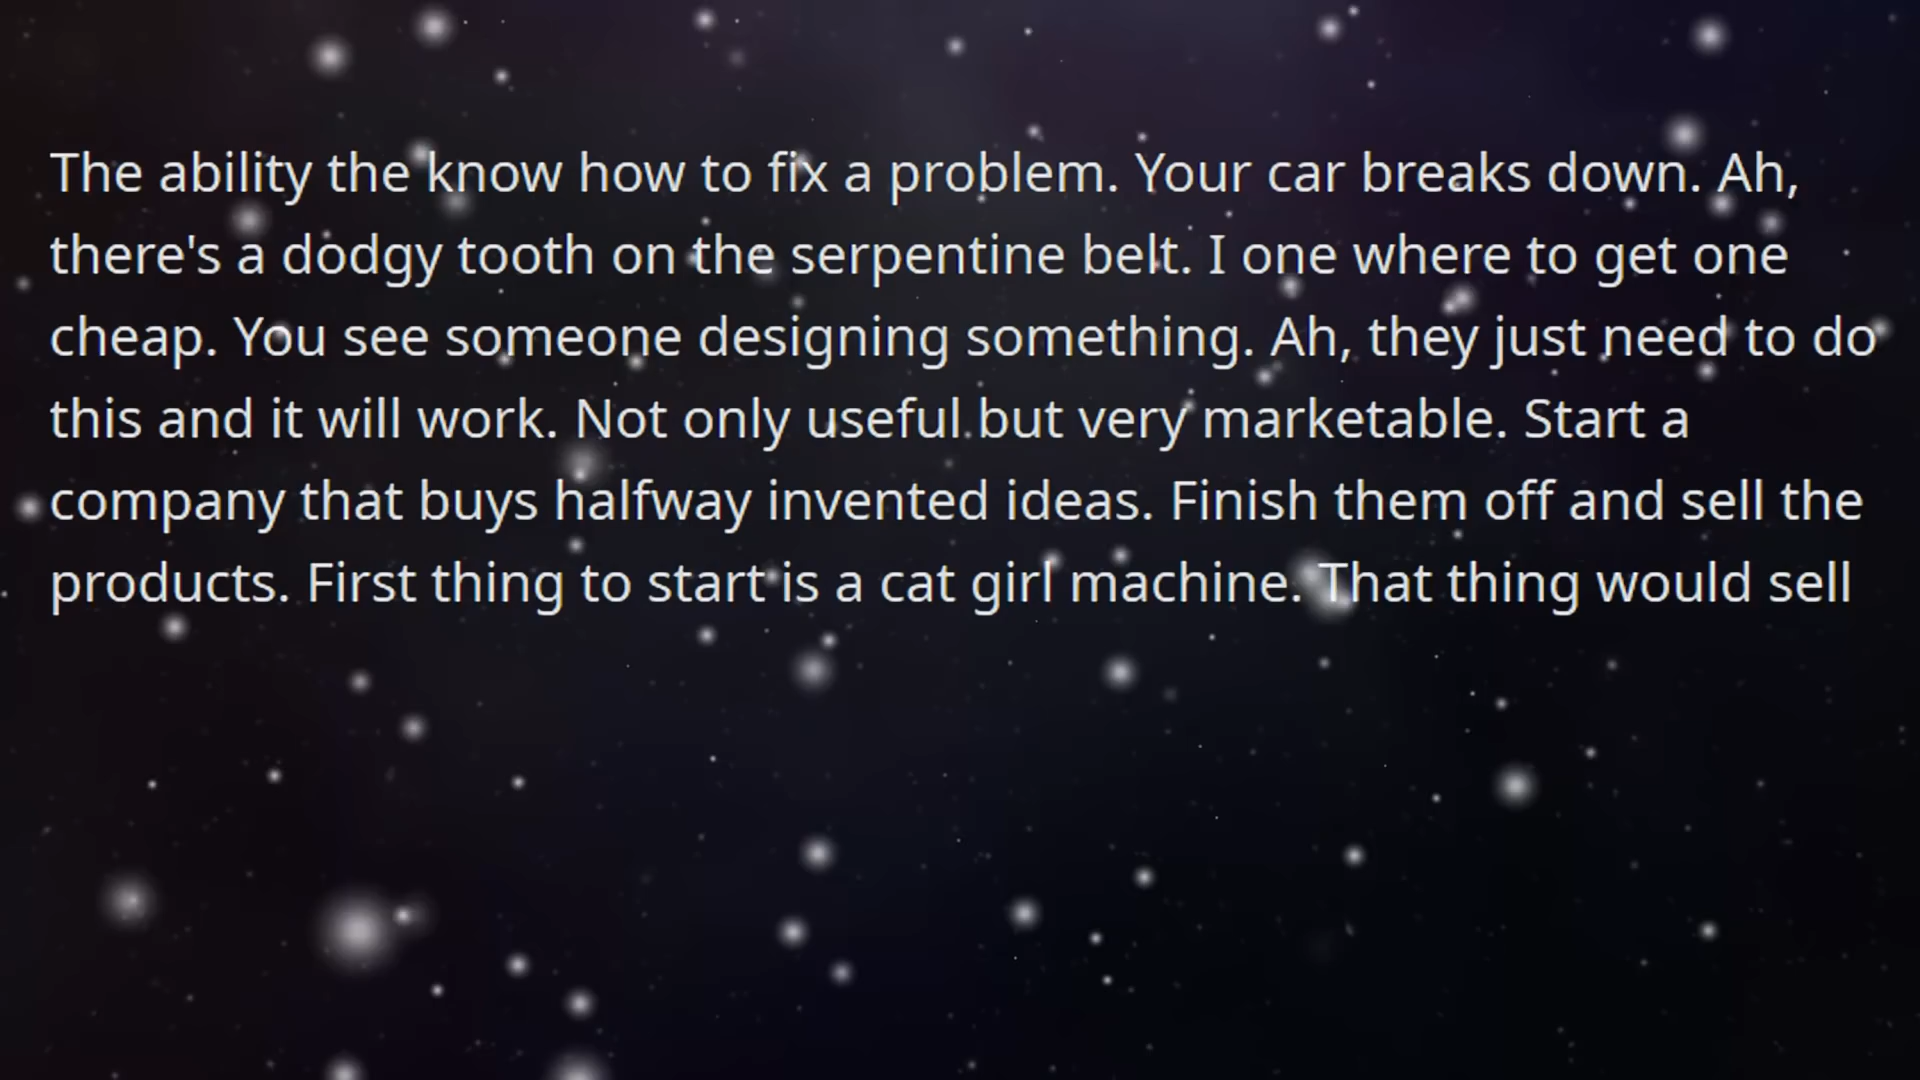 The ability the know how to fix a problem. Your car breaks down. Ah,
there's a dodgy tooth on the serpentine belt. I one where to get one
cheap. You see someone designing something. Ah, they just need to do
this and it will work. Not only useful but very marketable. Start a
company that buys halfway invented ideas. Finish them off and sell the
products. First thing to start is a cat girl machine. That thing would sell